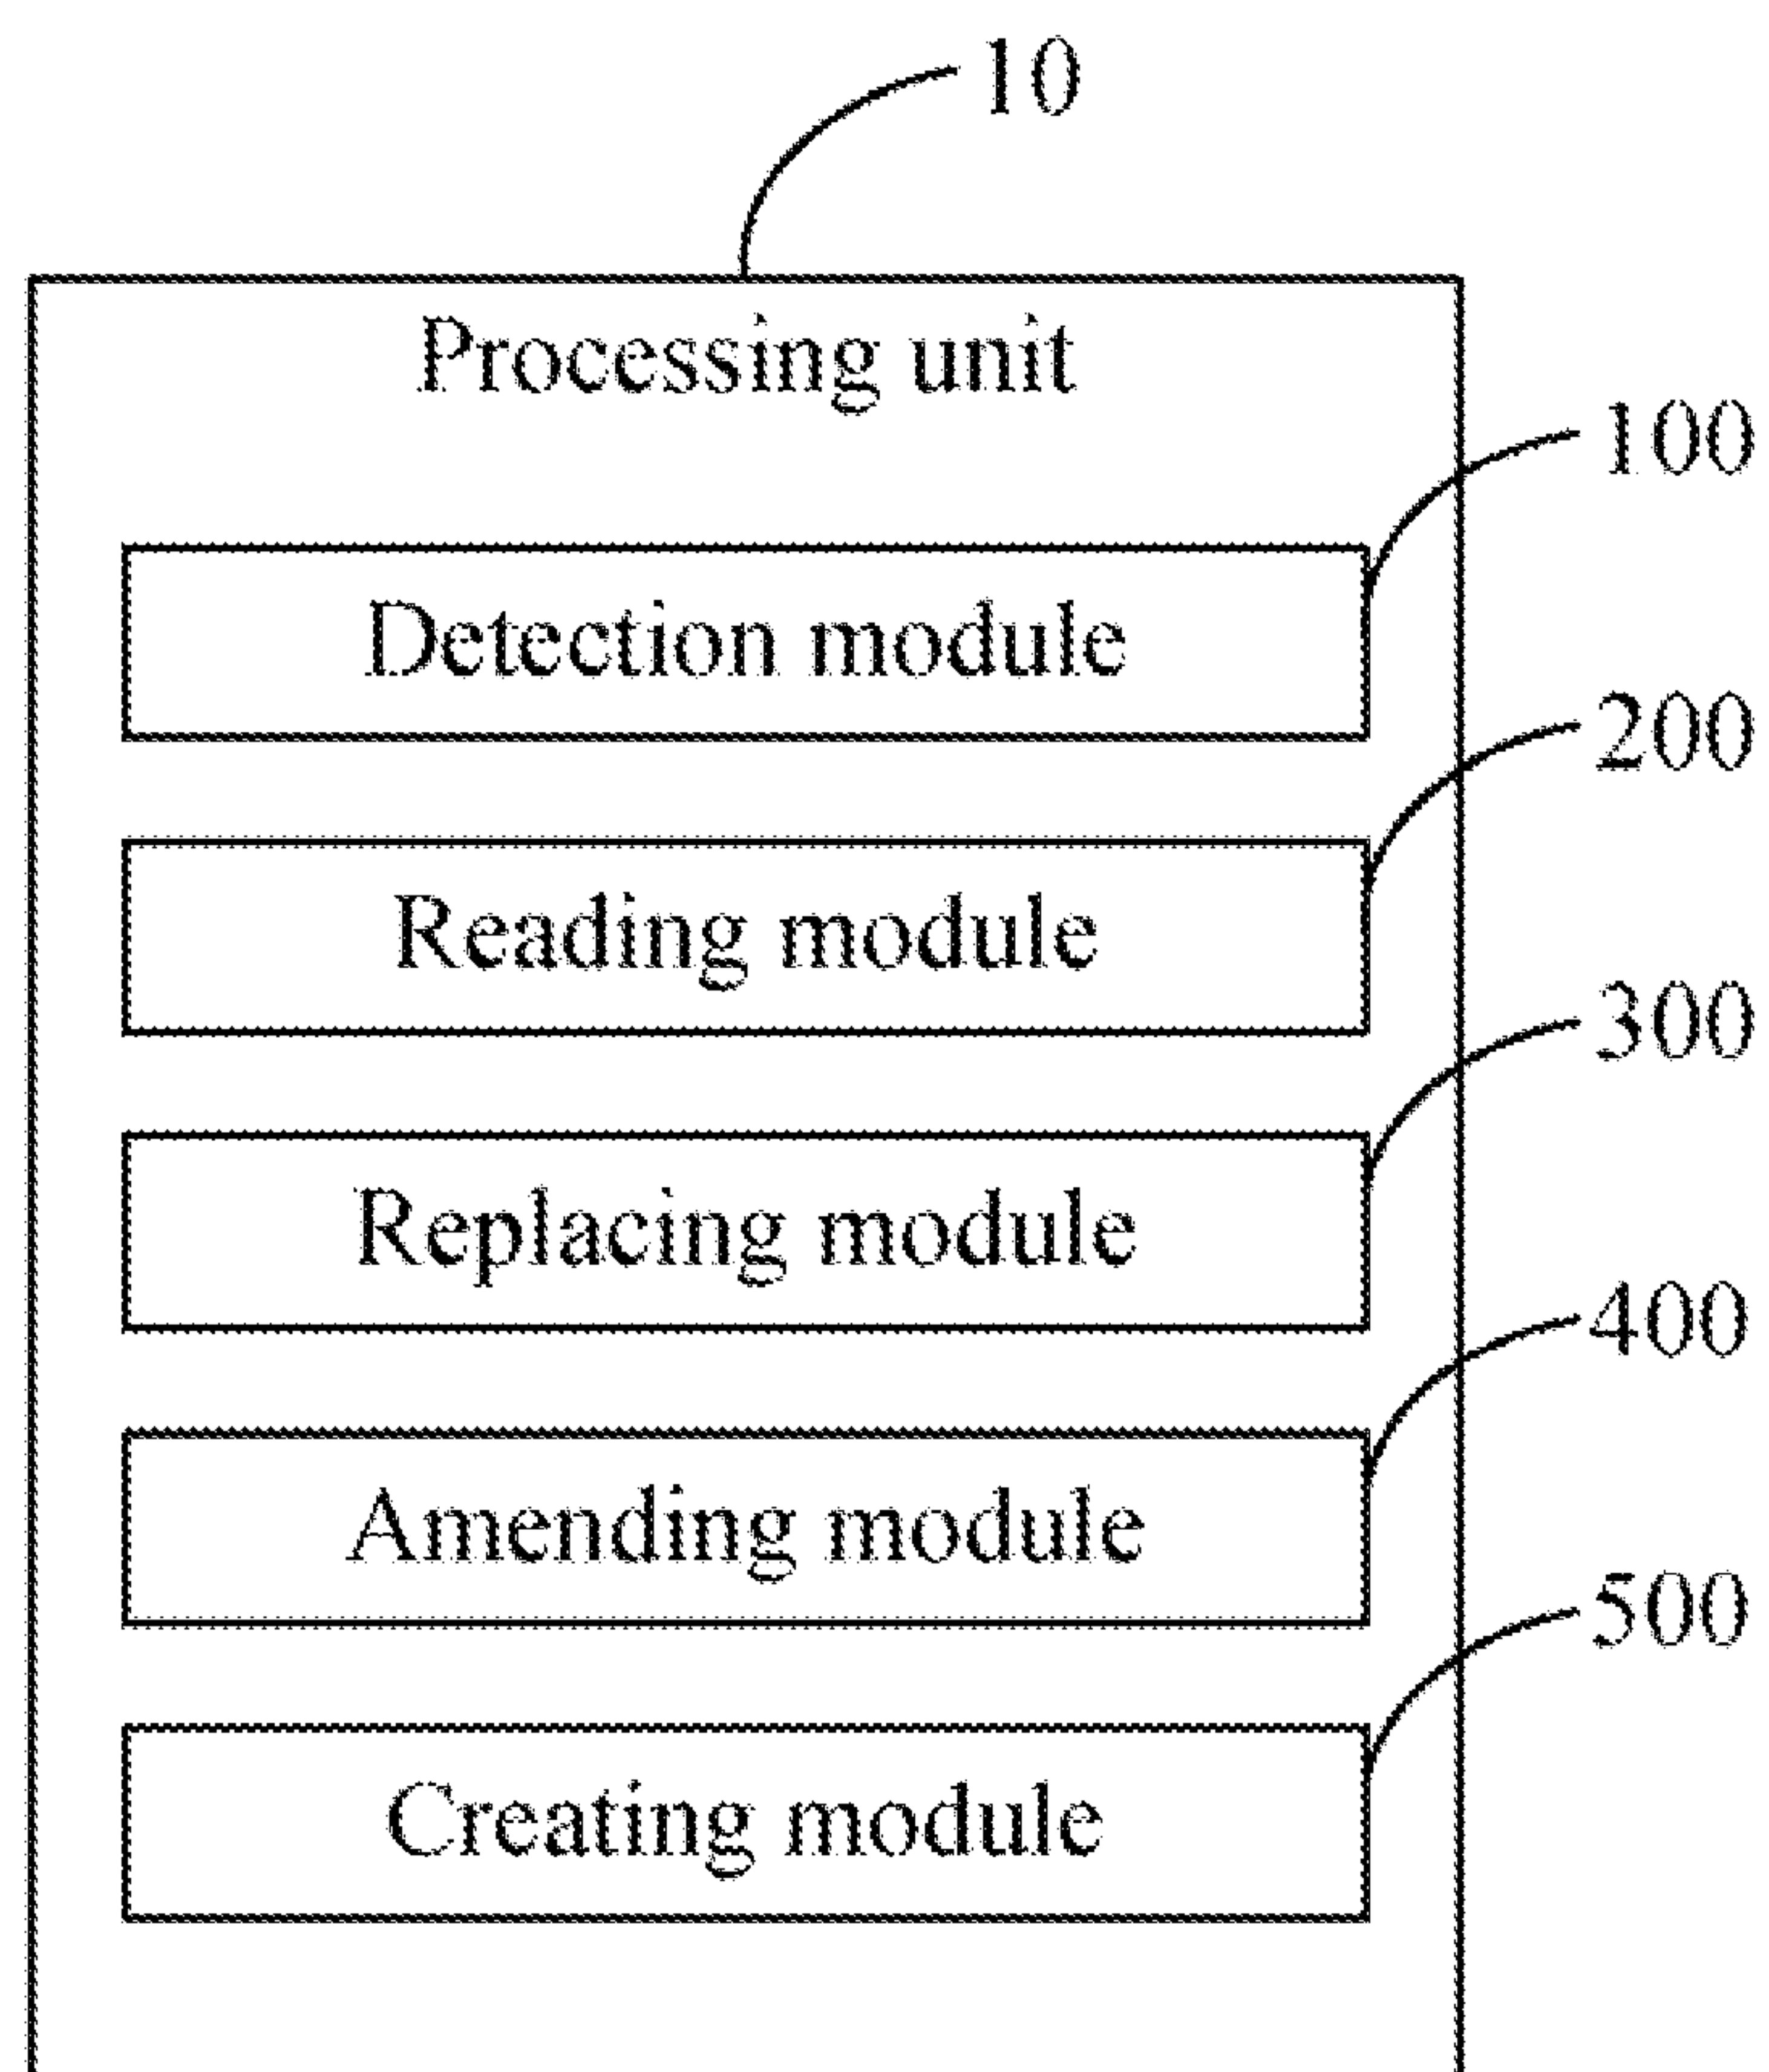 10
Processing unit
100
Detection module
200
Reading module
300
Replacing module
400
Amending module
500
Creating module